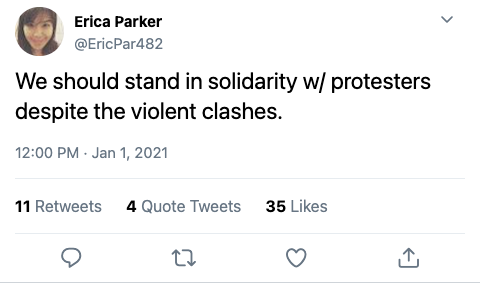 Erica Parker
@EricPar482
We should stand in solidarity w/ protesters
despite the violent clashes.
12:00 PM · Jan 1, 2021
11 Retweets 4 Quote Tweets 35 Likes